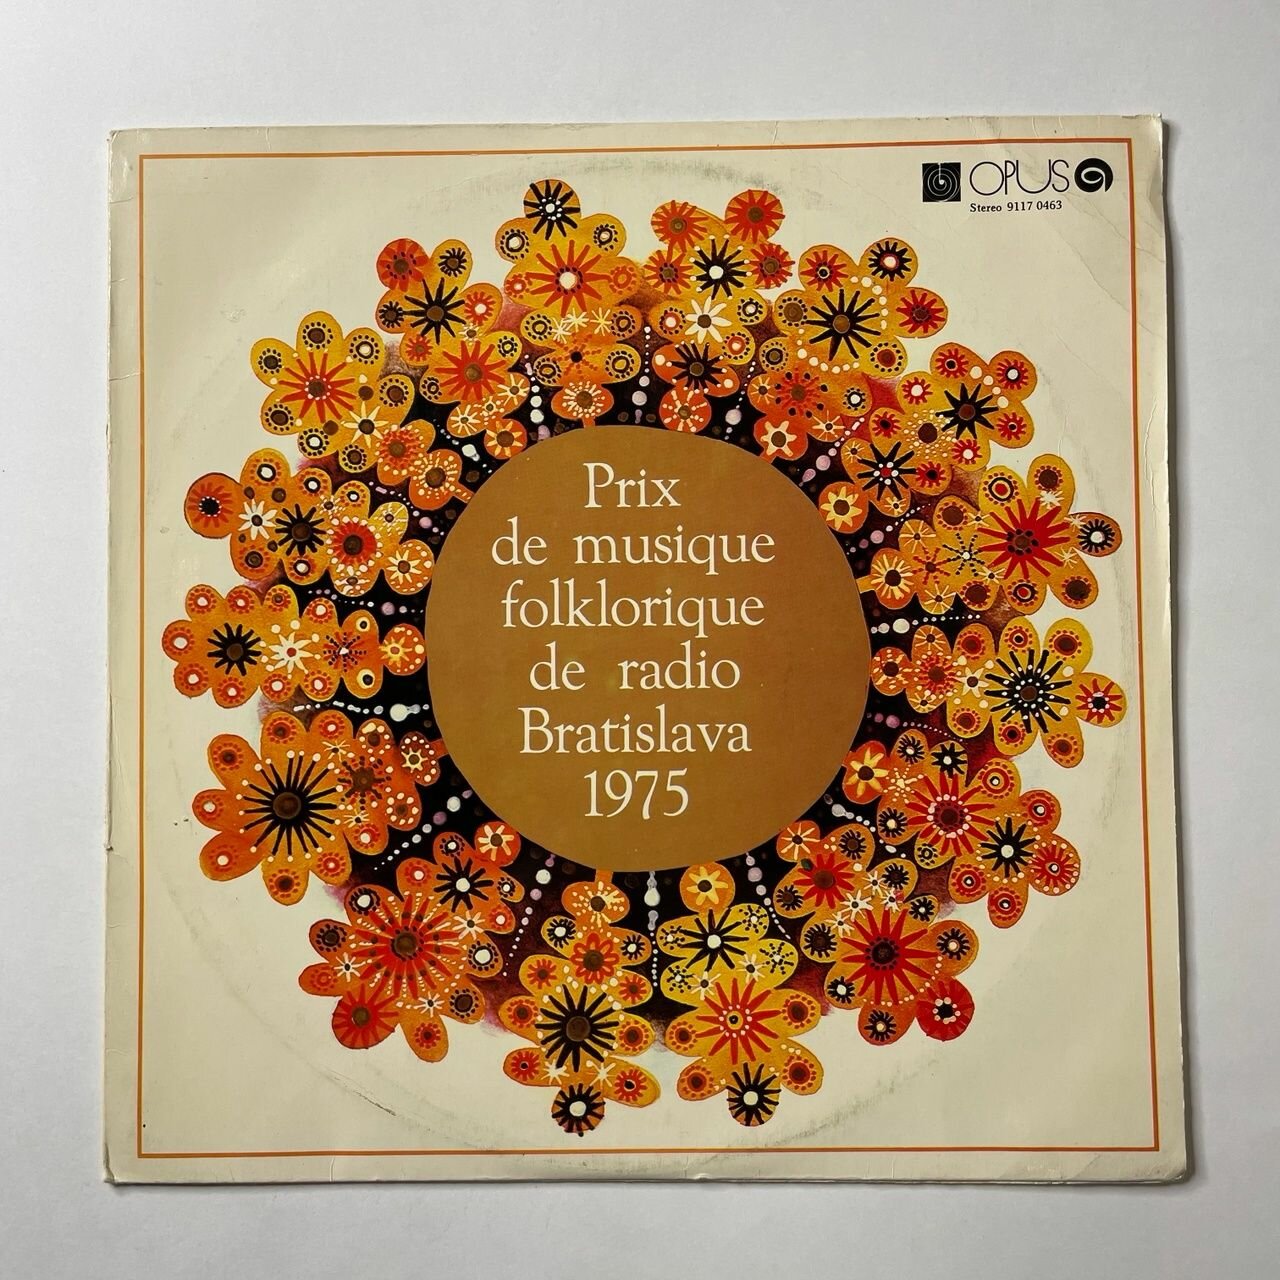 OPUS
Stereo 9117 0463
Prix
de musique
folklorique
de radio
Bratislava
1975